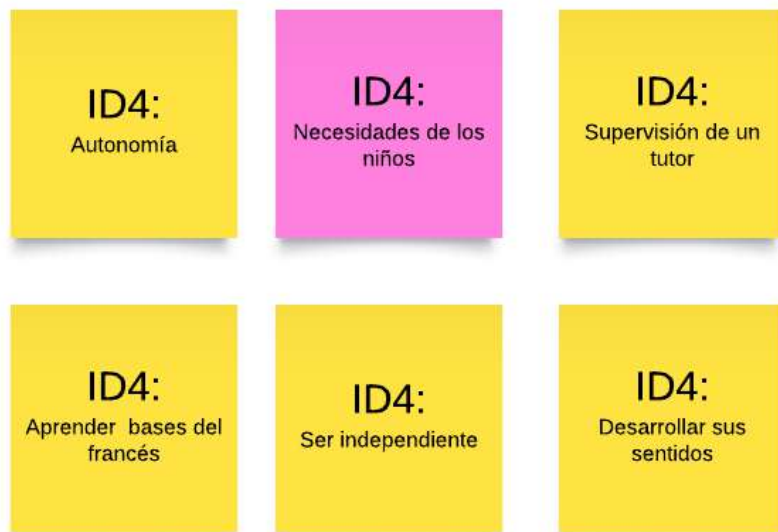 ID4:
Autonomía
ID4:
Necesidades de los
niños
ID4:
Supervisión de un
tutor
ID4:
Aprender bases del
francés
ID4:
Ser independiente
ID4:
Desarrollar sus
sentidos